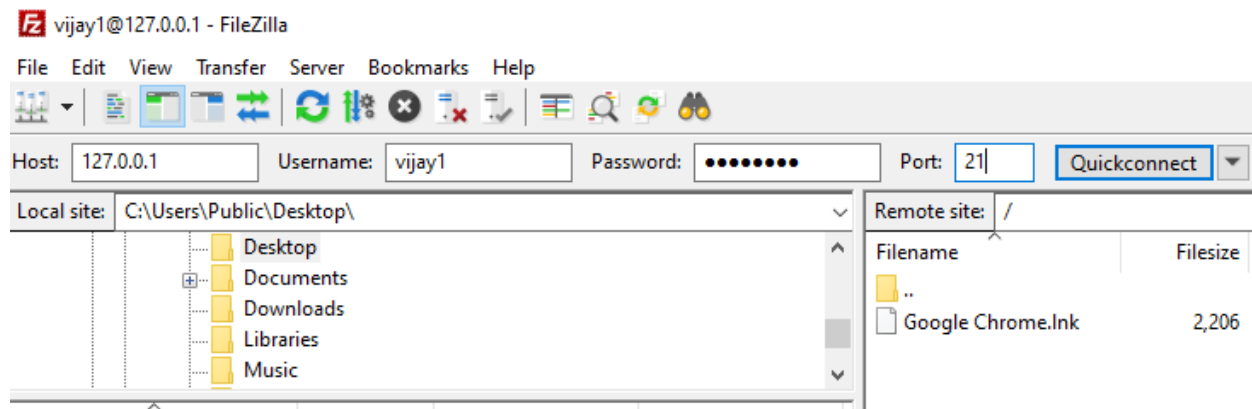 vijay1@127.0.0.1 - FileZilla
File Edit View Transfer Server Bookmarks Help
Host: 127.0.0.1 Username: vijay1 Password: ●●●●●●●● Port: 21 Quickconnect
Local site: C:\Users\Public\Desktop\ Remote site: /
Desktop
Documents
Downloads
Libraries
Music
Filename Filesize
..
Google Chrome.lnk 2,206